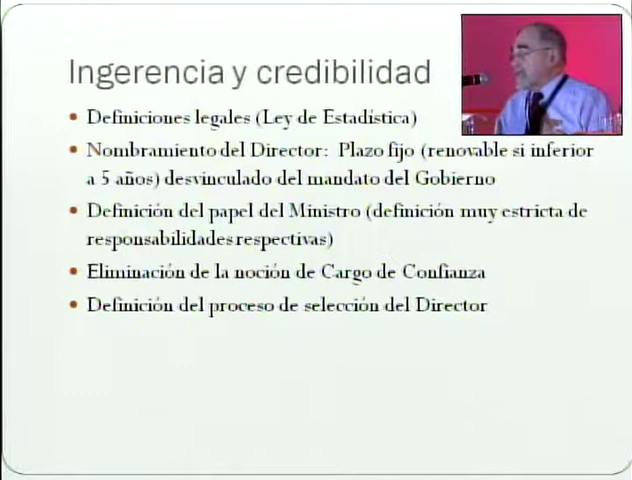 Ingerencia y credibilidad
Definiciones legales (Ley de Estadística)
Nombramiento del Director: Plazo fijo (renovable si inferior
a 5 años) desvinculado del mandato del Gobierno
Definición del papel del Ministro (definición muy estricta de
responsabilidades respectivas)
Eliminación de la noción de Cargo de Confianza
Definición del proceso de selección del Director